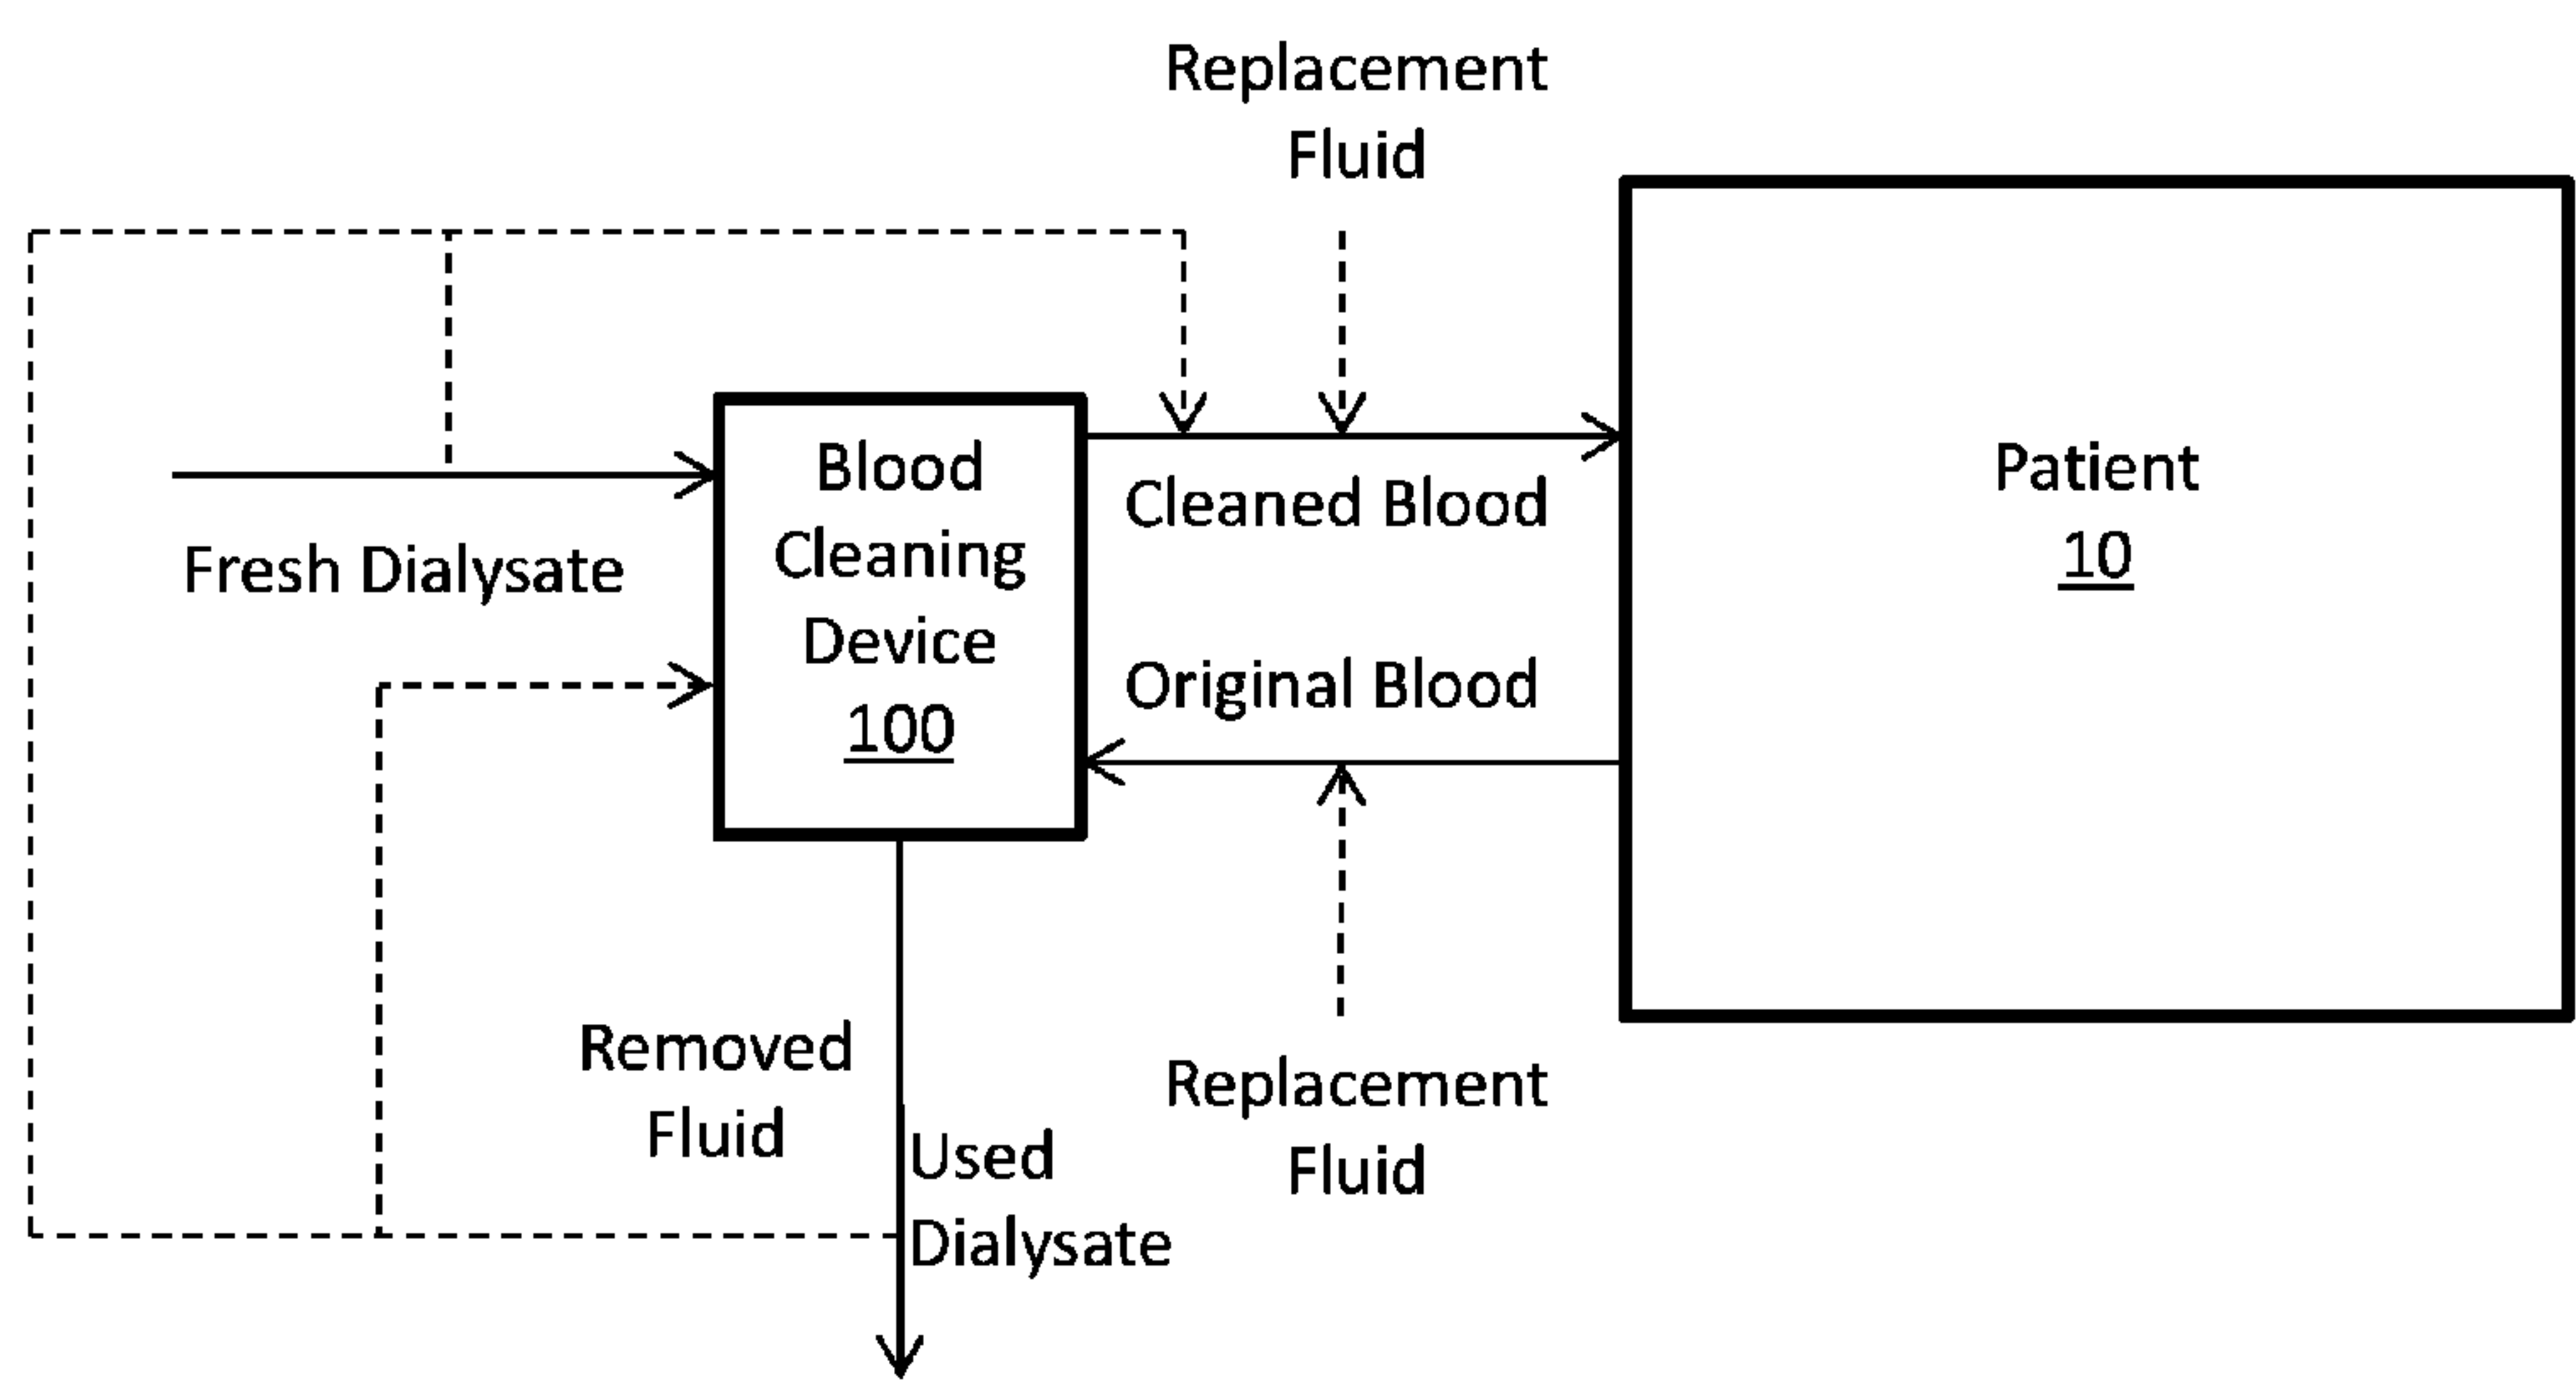 Replacement
Fluid
Blood
Cleaning
Device
100
Fresh Dialysate
Cleaned Blood
Original Blood
Patient
10
Removed
Fluid
Used
Dialysate
Replacement
Fluid